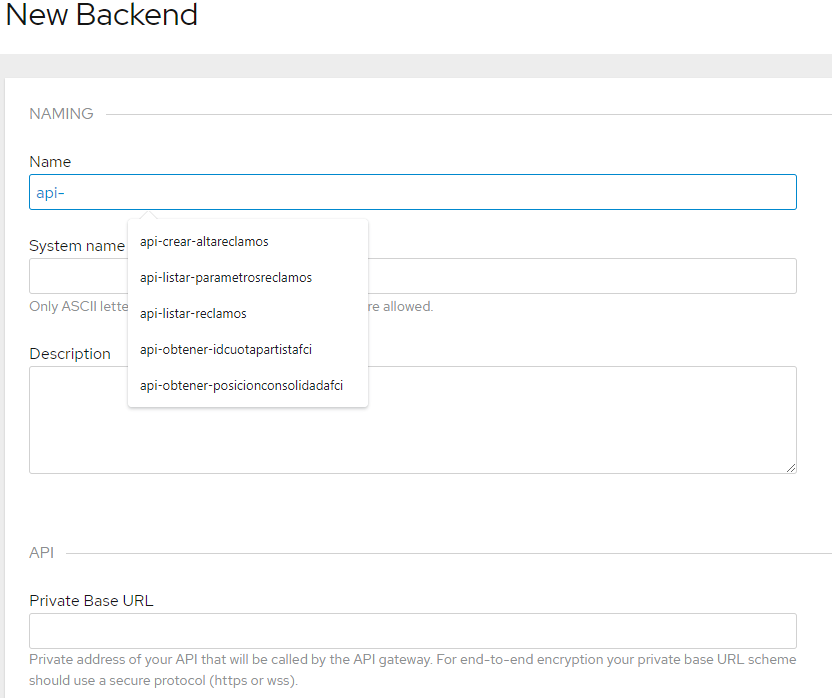 New Backend
NAMING
Name
api-
api-crear-altareclamos
System name
api-listar-parametrosreclamos
Only ASCII lette
re allowed.
api-listar-reclamos
api-obtener-idcuotapartistafci
Description
api-obtener-posicionconsolidadafci
API
Private Base URL
Private address of your API that will be called by the API gateway. For end-to-end encryption your private base URL scheme
should use a secure protocol (https or wss).